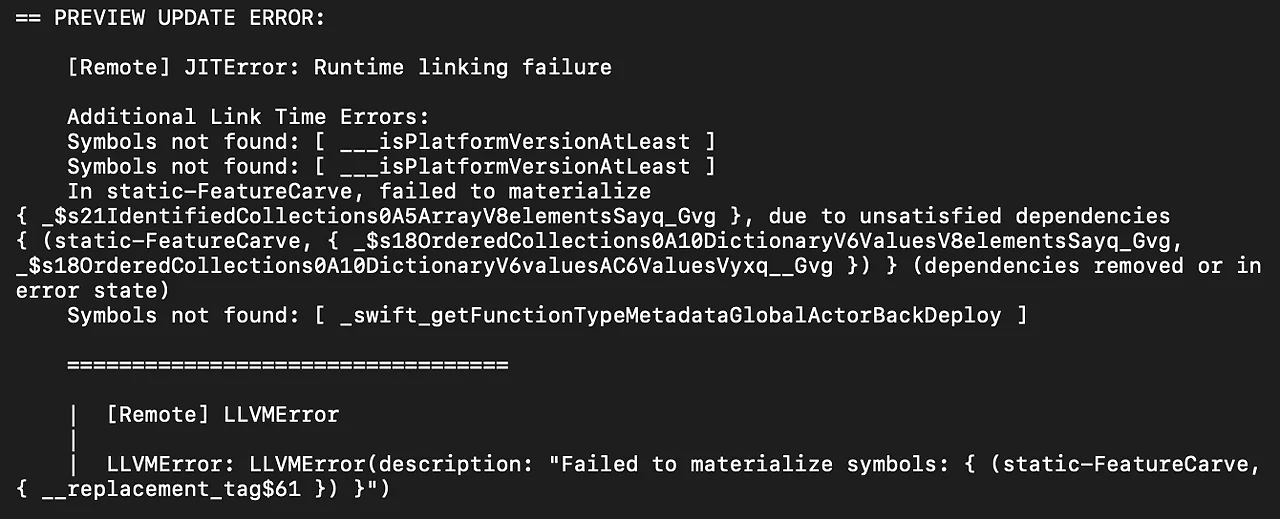 == PREVIEW UPDATE ERROR:
[Remote] JITError: Runtime linking failure
Additional Link Time Errors:
Symbols not found: [ ___isPlatformVersionAtLeast ]
Symbols not found: [ ___isPlatformVersionAtLeast ]
In static-FeatureCarve, failed to materialize
{ _$s21IdentifiedCollections0A5ArrayV8elementsSayq_Gvg }, due to unsatisfied dependencies
{ (static-FeatureCarve, { _$s18OrderedCollections0A10DictionaryV6ValuesV8elementsSayq_Gvg,
_$s18OrderedCollections0A10DictionaryV6valuesAC6ValuesVyxq__Gvg }) } (dependencies removed or in
error state)
Symbols not found: [ _swift_getFunctionTypeMetadataGlobalActorBackDeploy ]
==================================
| [Remote] LLVMError
|
| LLVMError: LLVMError(description: "Failed to materialize symbols: { (static-FeatureCarve,
{ __replacement_tag$61 }) }")